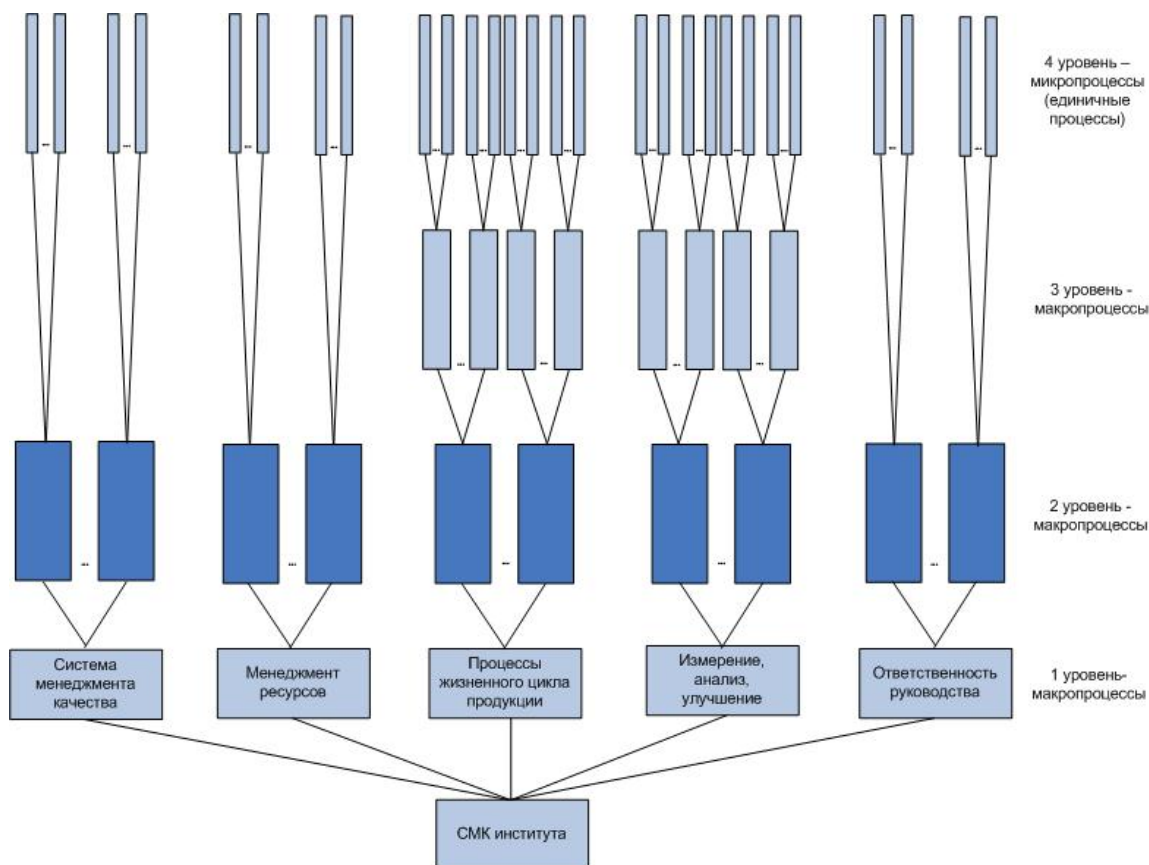 4 уровень –
микропроцессы
(единичные
процессы)
3 уровень -
макропроцессы
2 уровень -
макропроцессы
Система
менеджмента
качества
Менеджмент
ресурсов
Процессы
жизненного цикла
продукции
Измерение,
анализ,
улучшение
Ответственность
руководства
1 уровень-
макропроцессы
СМК института